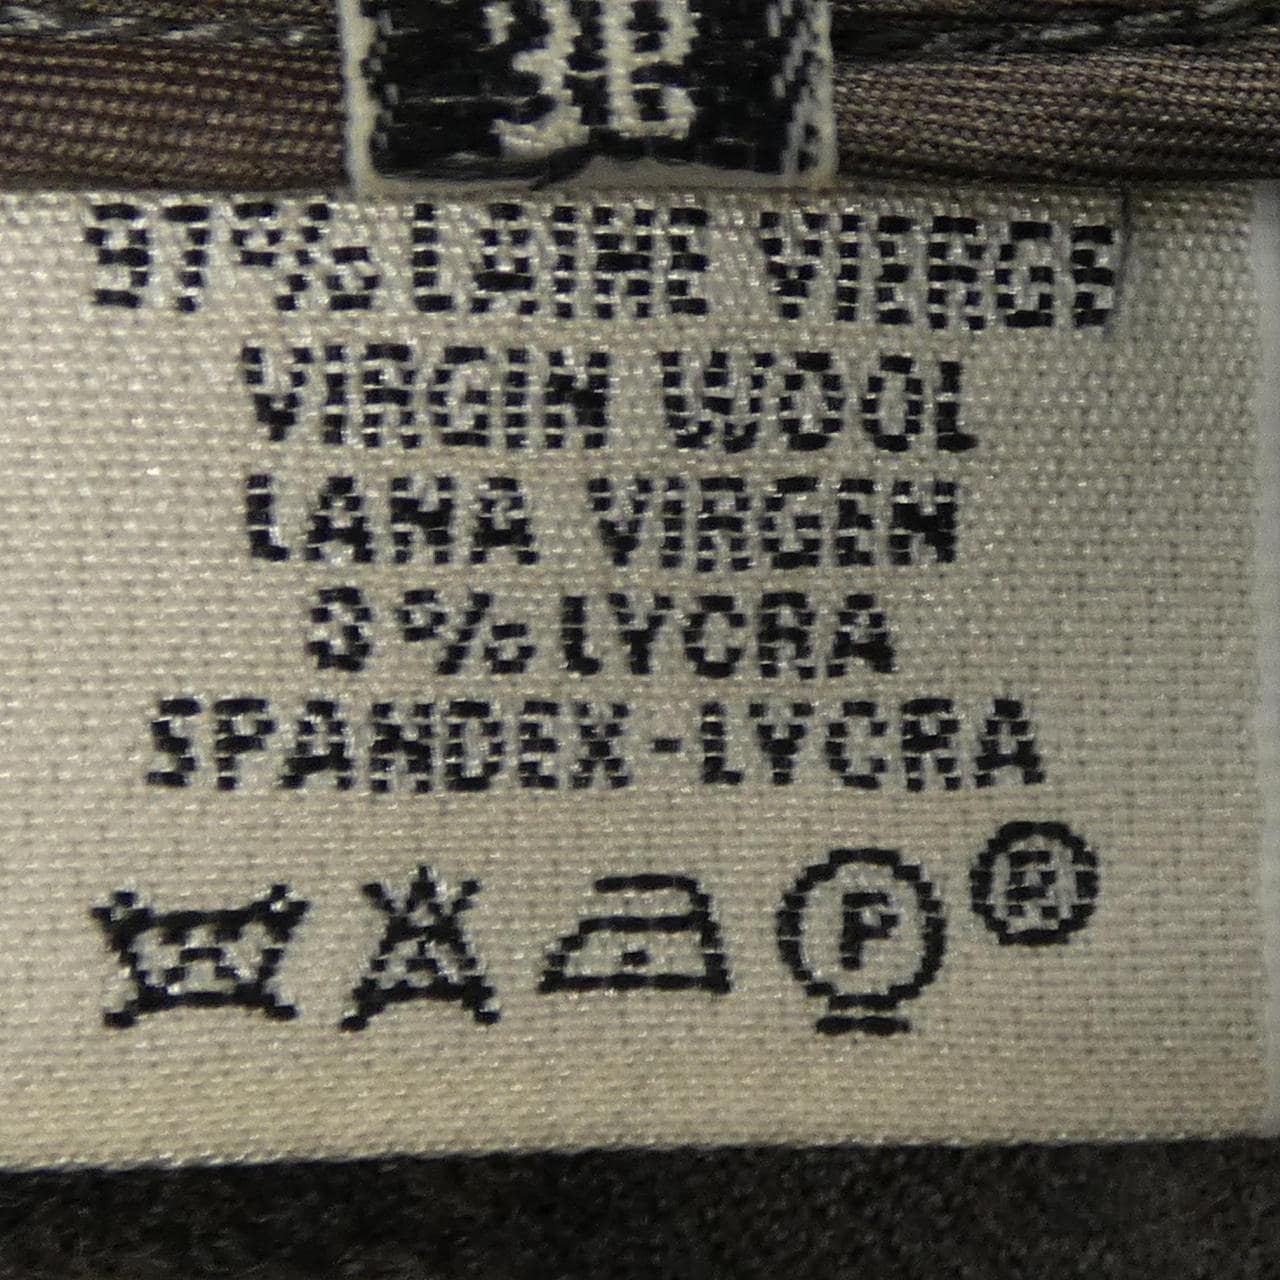 38
97% LAINE VIERGE
VIRGIN WOOL
LANA VIRGEN
3% LYCRA
SPANDEX-LYCRA
P ®